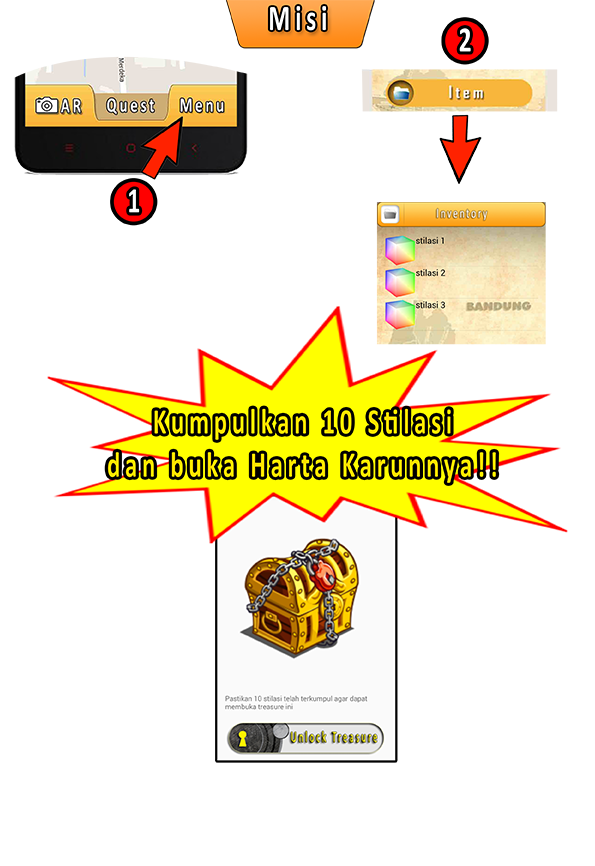 Misi
Merdeka
AR
Quest
Menu
1
2
Item
Inventory
stilasi 1
stilasi 2
stilasi 3
BANDUNG
Kumpulkan 10 Stilasi
dan buka Harta Karunnya!!
Pastikan 10 stilasi telah terkumpul agar dapat
membuka treasure ini
Unlock Treasure